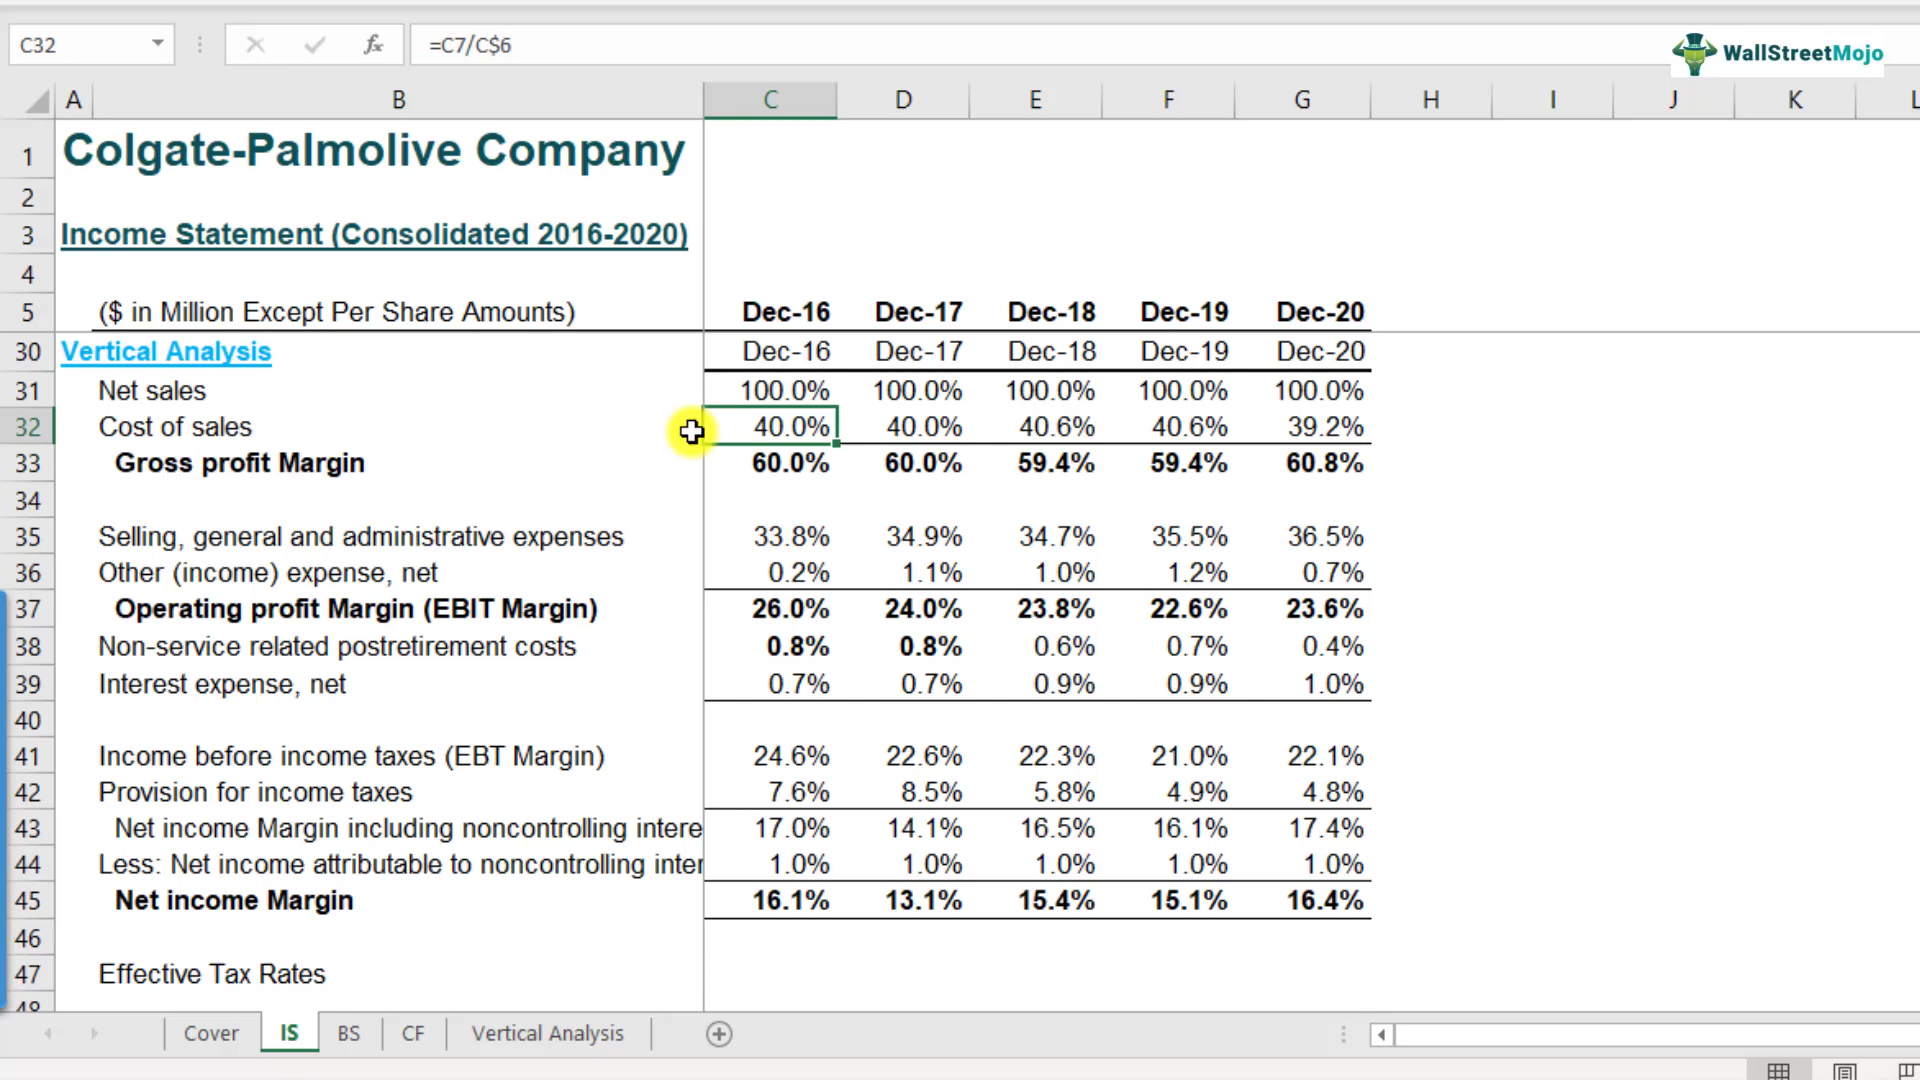 C32 fx =C7/C$6
WallStreetMojo
A B C D E F G H I J K L
1 Colgate-Palmolive Company
2
3 Income Statement (Consolidated 2016-2020)
4
5 ($ in Million Except Per Share Amounts) Dec-16 Dec-17 Dec-18 Dec-19 Dec-20
30 Vertical Analysis Dec-16 Dec-17 Dec-18 Dec-19 Dec-20
31 Net sales 100.0% 100.0% 100.0% 100.0% 100.0%
32 Cost of sales 40.0% 40.0% 40.6% 40.6% 39.2%
33 Gross profit Margin 60.0% 60.0% 59.4% 59.4% 60.8%
34
35 Selling, general and administrative expenses 33.8% 34.9% 34.7% 35.5% 36.5%
36 Other (income) expense, net 0.2% 1.1% 1.0% 1.2% 0.7%
37 Operating profit Margin (EBIT Margin) 26.0% 24.0% 23.8% 22.6% 23.6%
38 Non-service related postretirement costs 0.8% 0.8% 0.6% 0.7% 0.4%
39 Interest expense, net 0.7% 0.7% 0.9% 0.9% 1.0%
40
41 Income before income taxes (EBT Margin) 24.6% 22.6% 22.3% 21.0% 22.1%
42 Provision for income taxes 7.6% 8.5% 5.8% 4.9% 4.8%
43 Net income Margin including noncontrolling intere 17.0% 14.1% 16.5% 16.1% 17.4%
44 Less: Net income attributable to noncontrolling inter 1.0% 1.0% 1.0% 1.0% 1.0%
45 Net income Margin 16.1% 13.1% 15.4% 15.1% 16.4%
46
47 Effective Tax Rates
48
Cover IS BS CF Vertical Analysis